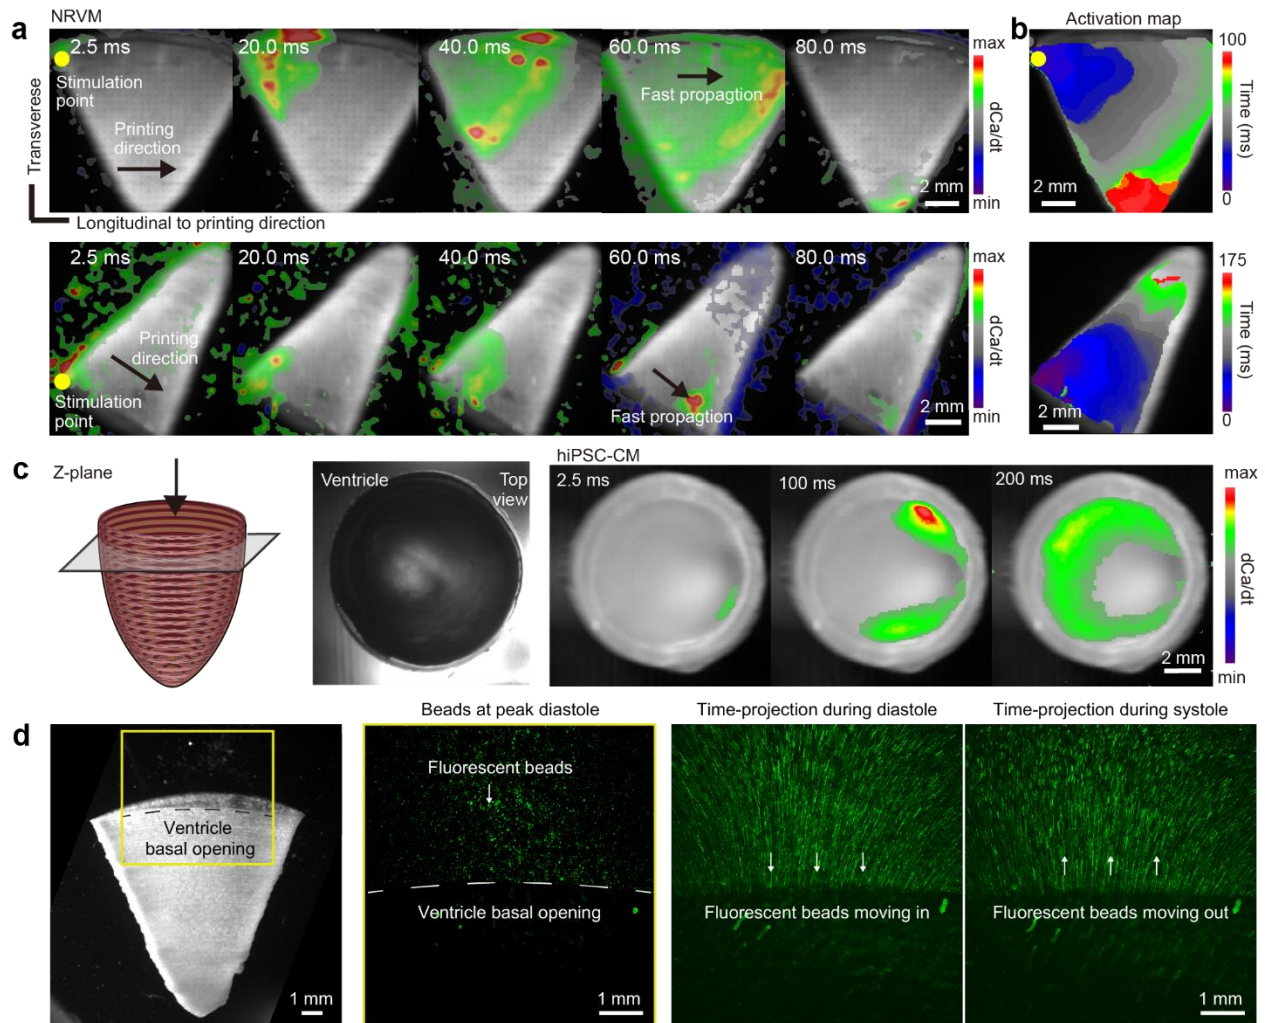 a
NRVM
2.5 ms
20.0 ms
40.0 ms
60.0 ms
80.0 ms
Stimulation
point
Printing
direction
Fast propagtion
2 mm
max
dCa/dt
min
Transverese
Longitudinal to printing direction
b
Activation map
100
Time (ms)
0
2 mm
2.5 ms
20.0 ms
40.0 ms
60.0 ms
80.0 ms
Printing
direction
Stimulation
point
Fast propagtion
2 mm
max
dCa/dt
min
175
Time (ms)
0
2 mm
c
Z-plane
Ventricle
Top
view
hiPSC-CM
2.5 ms
100 ms
200 ms
2 mm
max
dCa/dt
min
d
Ventricle
basal opening
1 mm
Beads at peak diastole
Fluorescent beads
Ventricle basal opening
1 mm
Time-projection during diastole
Fluorescent beads moving in
Time-projection during systole
Fluorescent beads moving out
1 mm